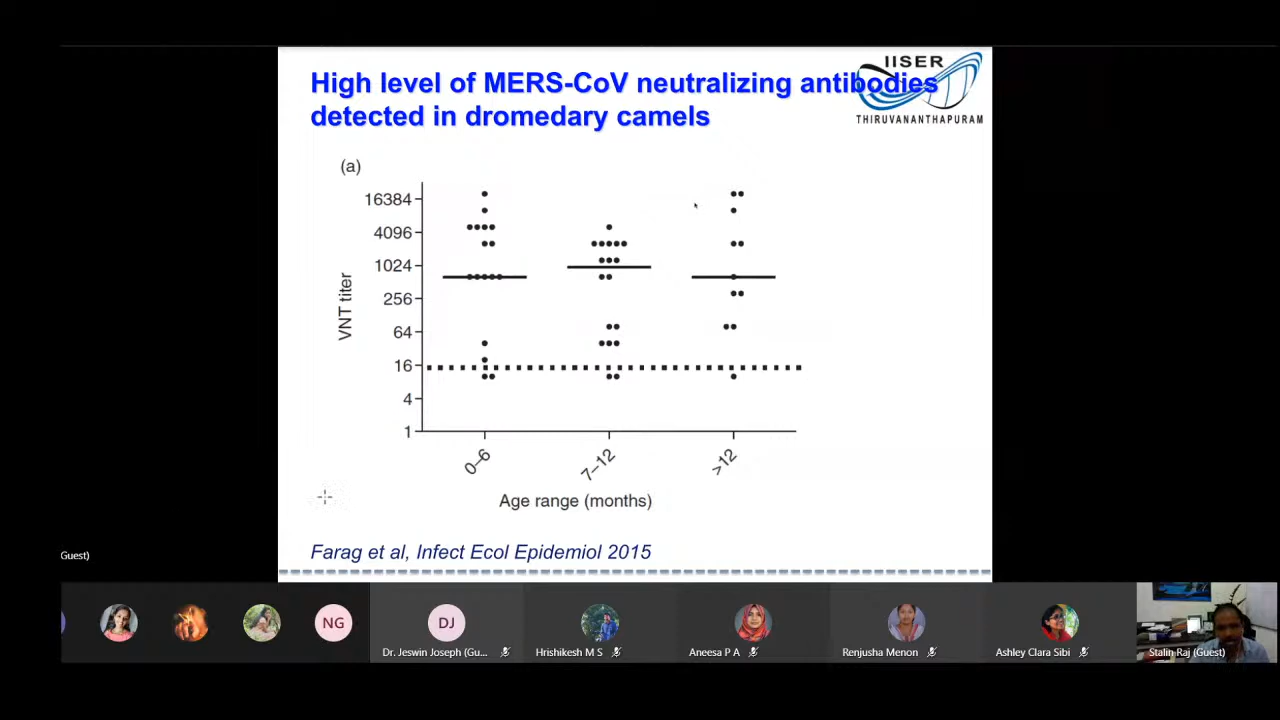 High level of MERS-CoV neutralizing antibodies
detected in dromedary camels
IISER
THIRUVANANTHAPURAM
(a)
16384
4096
1024
256
64
16
4
1
VNT titer
0–6
7–12
>12
Age range (months)
Farag et al, Infect Ecol Epidemiol 2015
Guest)
NG
DJ
Dr. Jeswin Joseph (Gu...
Hrishikesh M S
Aneesa P A
Renjusha Menon
Ashley Clara Sibi
Stalin Raj (Guest)